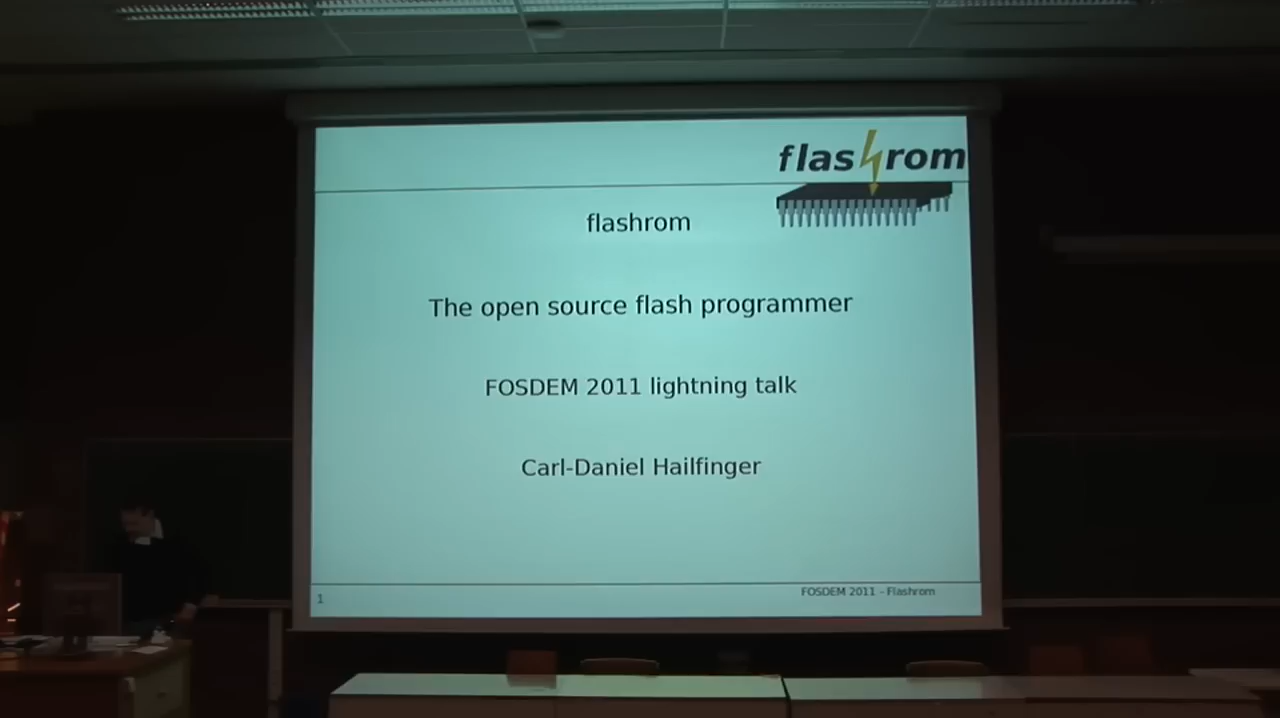 flashrom
flashrom
The open source flash programmer
FOSDEM 2011 lightning talk
Carl-Daniel Hailfinger
1
FOSDEM 2011 - Flashrom